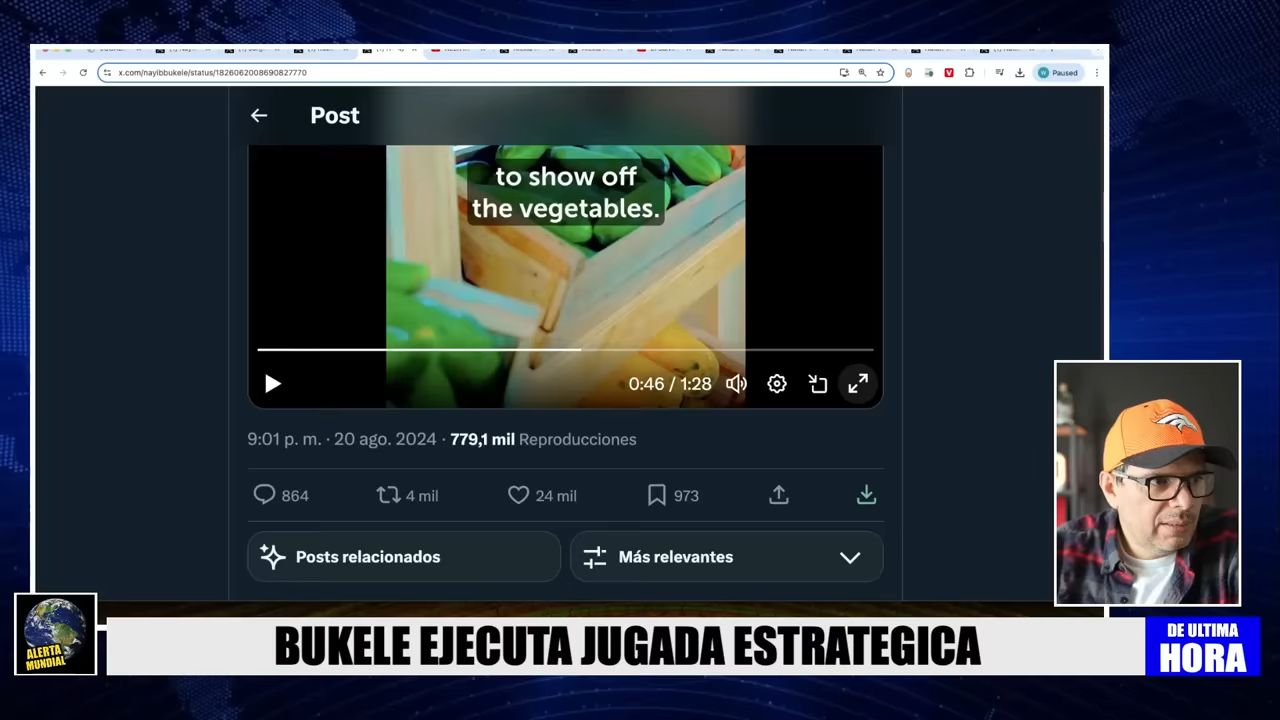 x.com/nayibbukele/status/1826062008690827770
Paused
Post
to show off
the vegetables.
0:46 / 1:28
9:01 p. m. · 20 ago. 2024 · 779,1 mil Reproducciones
864
4 mil
24 mil
973
Posts relacionados
Más relevantes
ALERTA
MUNDIAL
BUKELE EJECUTA JUGADA ESTRATEGICA
DE ULTIMA
HORA